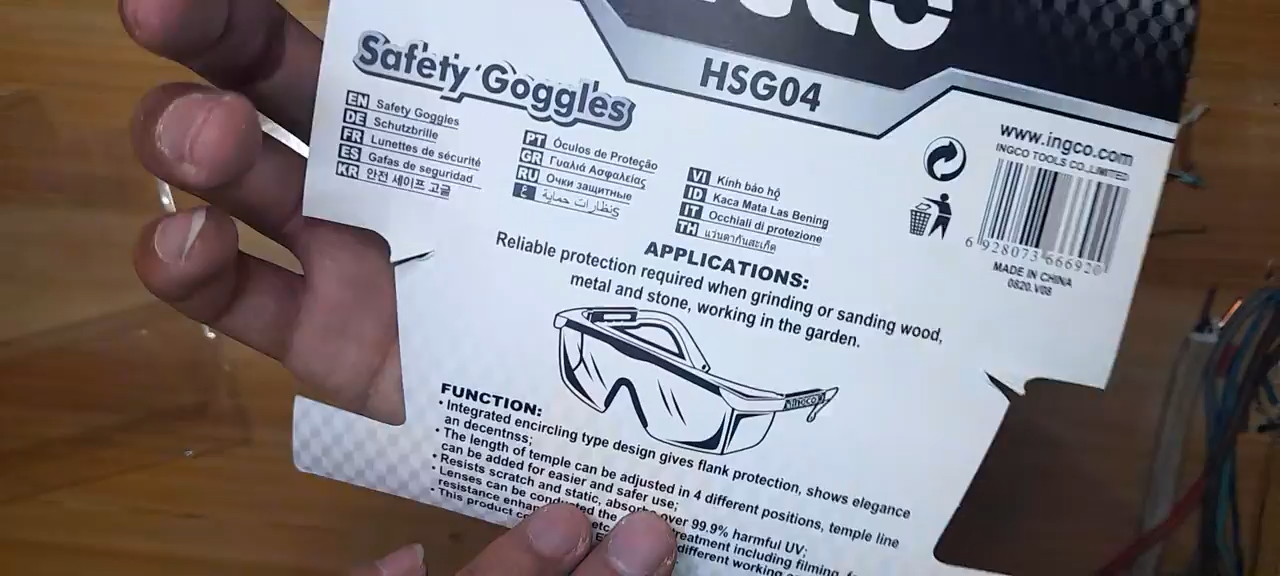 HSG04
Safety Goggles
EN Safety Goggles
DE Schutzbrille
FR Lunettes de sécurité
ES Gafas de seguridad
KR 안전 세이프 고글
PT Óculos de Proteção
GR Γυαλιά Ασφαλείας
RU Очки защитные
ع نظارات حماية
VI Kính bảo hộ
ID Kaca Mata Las Bening
IT Occhiali di protezione
TH แว่นตากันสะเก็ด
www.ingco.com
INGCO TOOLS CO.,LIMITED
6 928073 666920
MADE IN CHINA
0820.V08
APPLICATIONS:
Reliable protection required when grinding or sanding wood,
metal and stone, working in the garden.
ingco
FUNCTION:
• Integrated encircling type design gives flank protection, shows elegance
an decentnss;
• The length of temple can be adjusted in 4 different positions, temple line
can be added for easier and safer use;
• Resists scratch and static, absorbs over 99.9% harmful UV;
• Lenses can be conducted the treatment including filming,
resistance etc
• This product different working